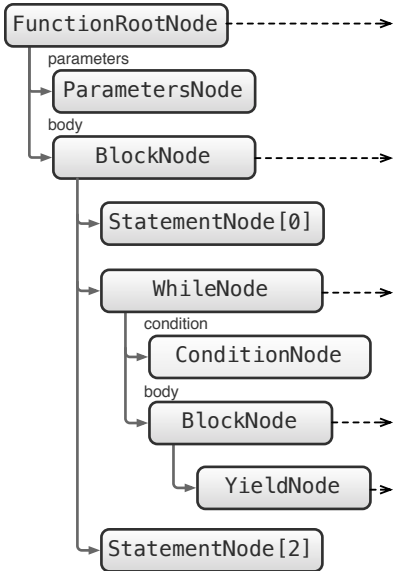 FunctionRootNode
parameters
ParametersNode
body
BlockNode
StatementNode[0]
WhileNode
condition
ConditionNode
body
BlockNode
YieldNode
StatementNode[2]